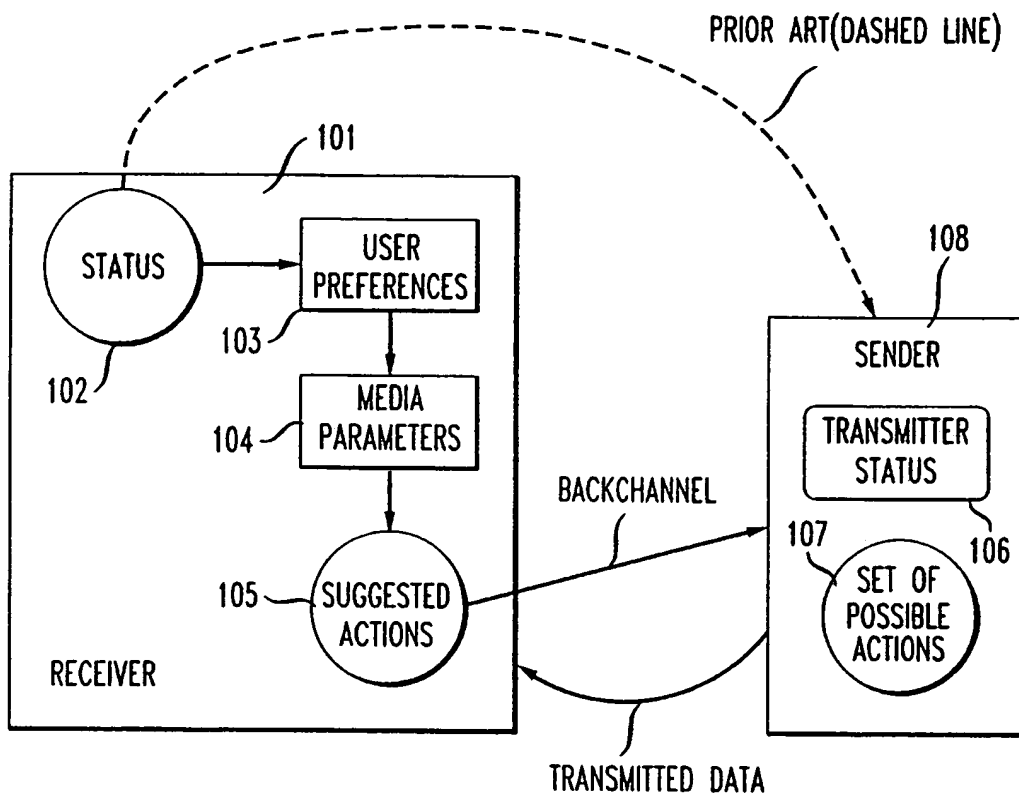 PRIOR ART(DASHED LINE)
101
STATUS
102
USER
PREFERENCES
103
MEDIA
PARAMETERS
104
105
SUGGESTED
ACTIONS
RECEIVER
BACKCHANNEL
TRANSMITTED DATA
108
SENDER
TRANSMITTER
STATUS
106
107
SET OF
POSSIBLE
ACTIONS